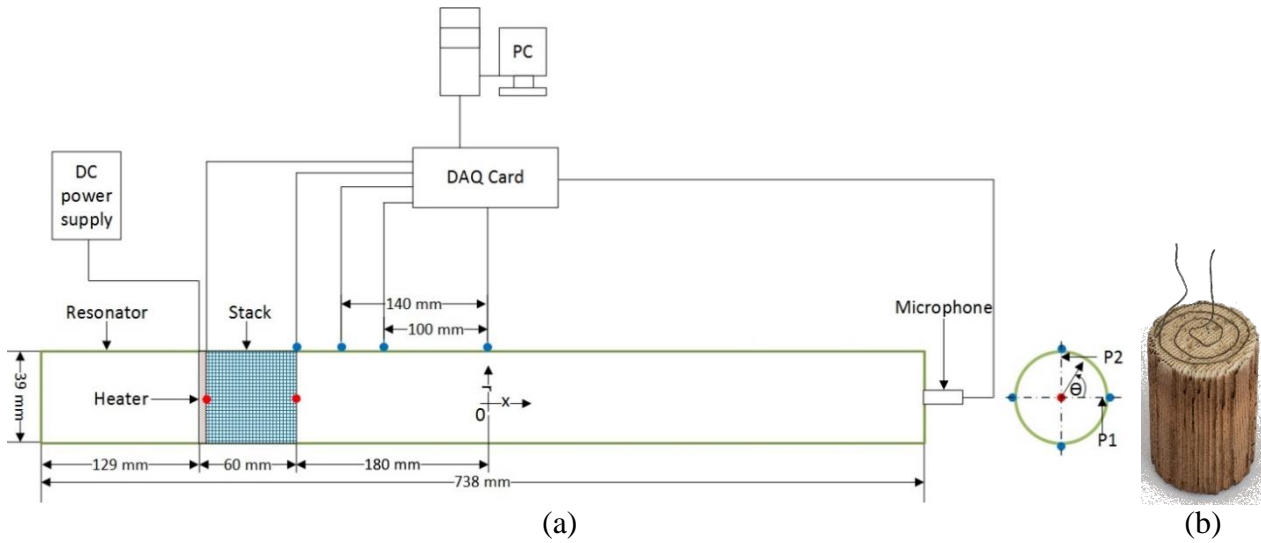 PC
DC
power
supply
DAQ Card
Resonator
Stack
140 mm
100 mm
Microphone
39 mm
Heater
r
x
0
P2
Θ
P1
129 mm
60 mm
180 mm
738 mm
(a)
(b)